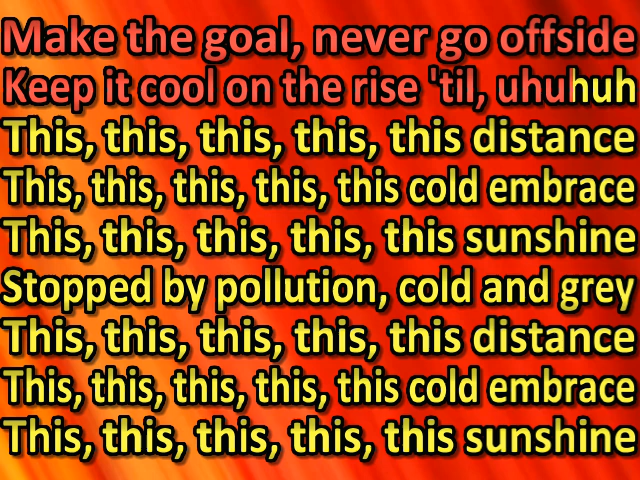 Make the goal, never go offside
Keep it cool on the rise 'til, uhuhuh
This, this, this, this, this distance
This, this, this, this, this cold embrace
This, this, this, this, this sunshine
Stopped by pollution, cold and grey
This, this, this, this, this distance
This, this, this, this, this cold embrace
This, this, this, this, this sunshine